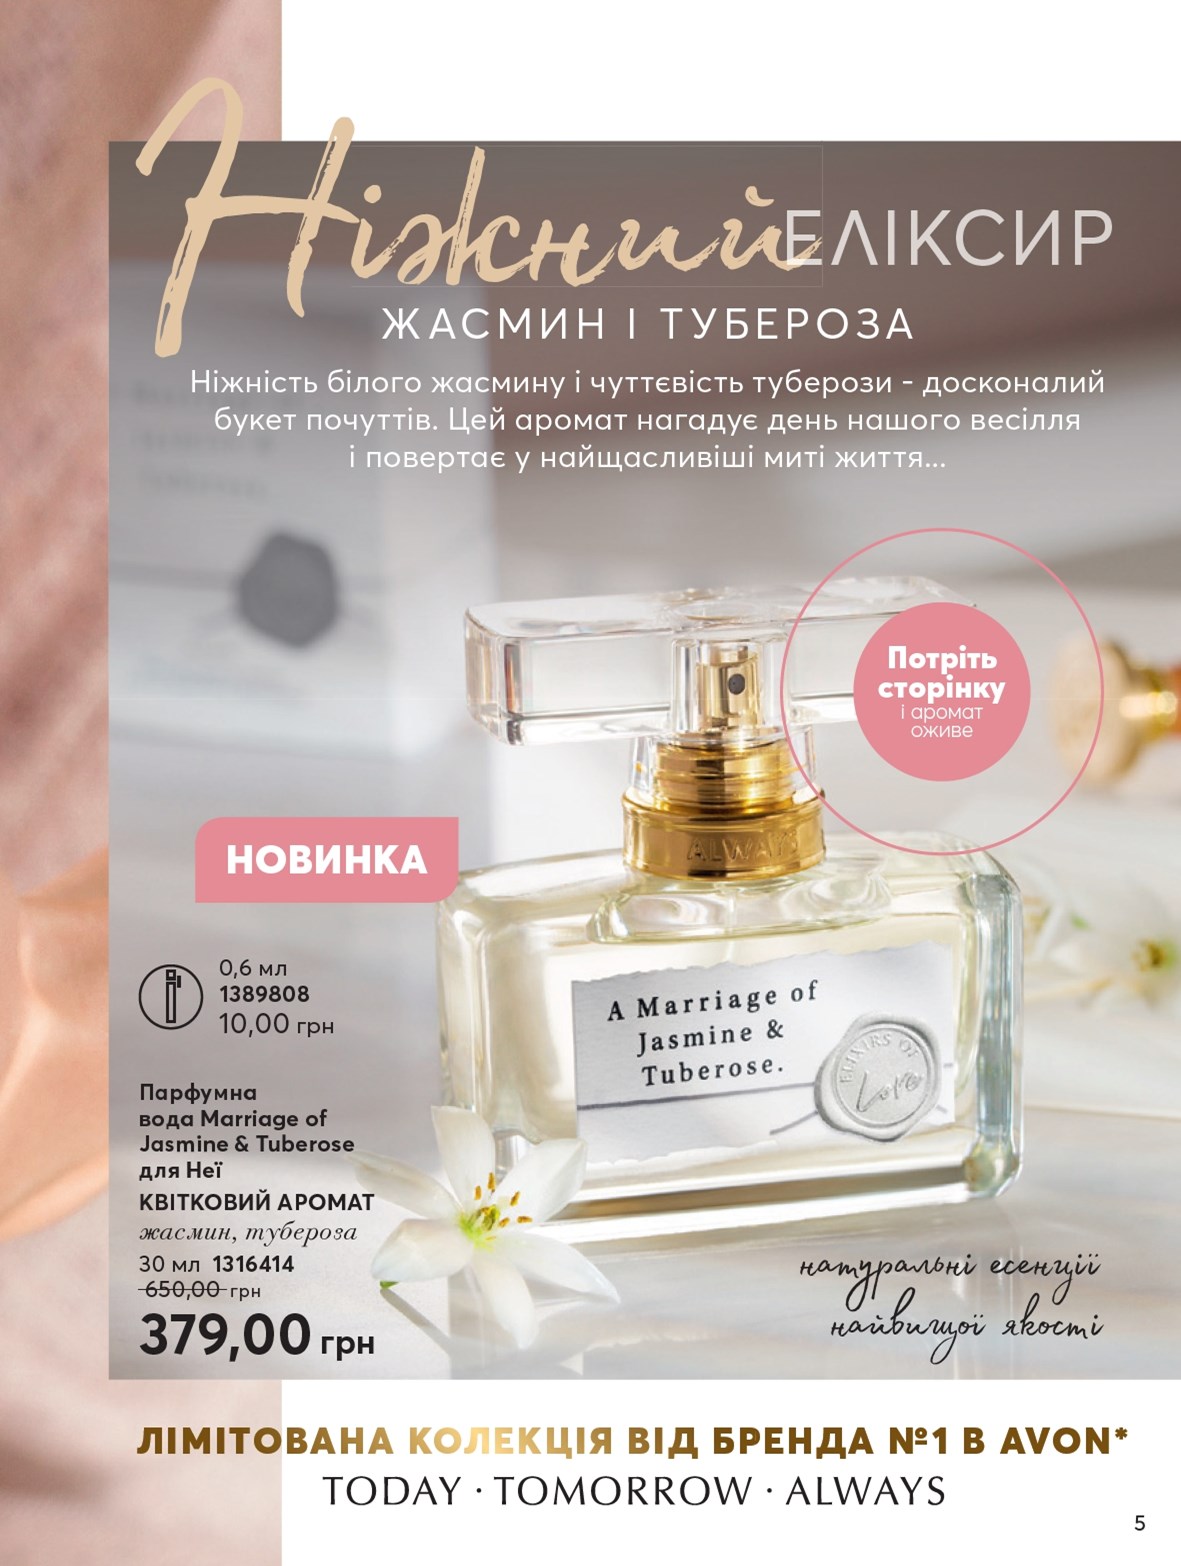 Ніжний ЕЛІКСИР
ЖАСМИН І ТУБЕРОЗА
Ніжність білого жасмину і чуттєвість туберози - досконалий
букет почуттів. Цей аромат нагадує день нашого весілля
і повертає у найщасливіші миті життя...
Потріть
сторінку
і аромат
оживе
ALWAYS
НОВИНКА
A Marriage of
Jasmine &
Tuberose.
ELIXIRS OF
Love
0,6 мл
1389808
10,00 грн
Парфумна
вода Marriage of
Jasmine & Tuberose
для Неї
КВІТКОВИЙ АРОМАТ
жасмин, тубероза
30 мл 1316414
650,00 грн
379,00 грн
натуральні есенції
найвищої якості
ЛІМІТОВАНА КОЛЕКЦІЯ ВІД БРЕНДА №1 В AVON*
TODAY · TOMORROW · ALWAYS
5